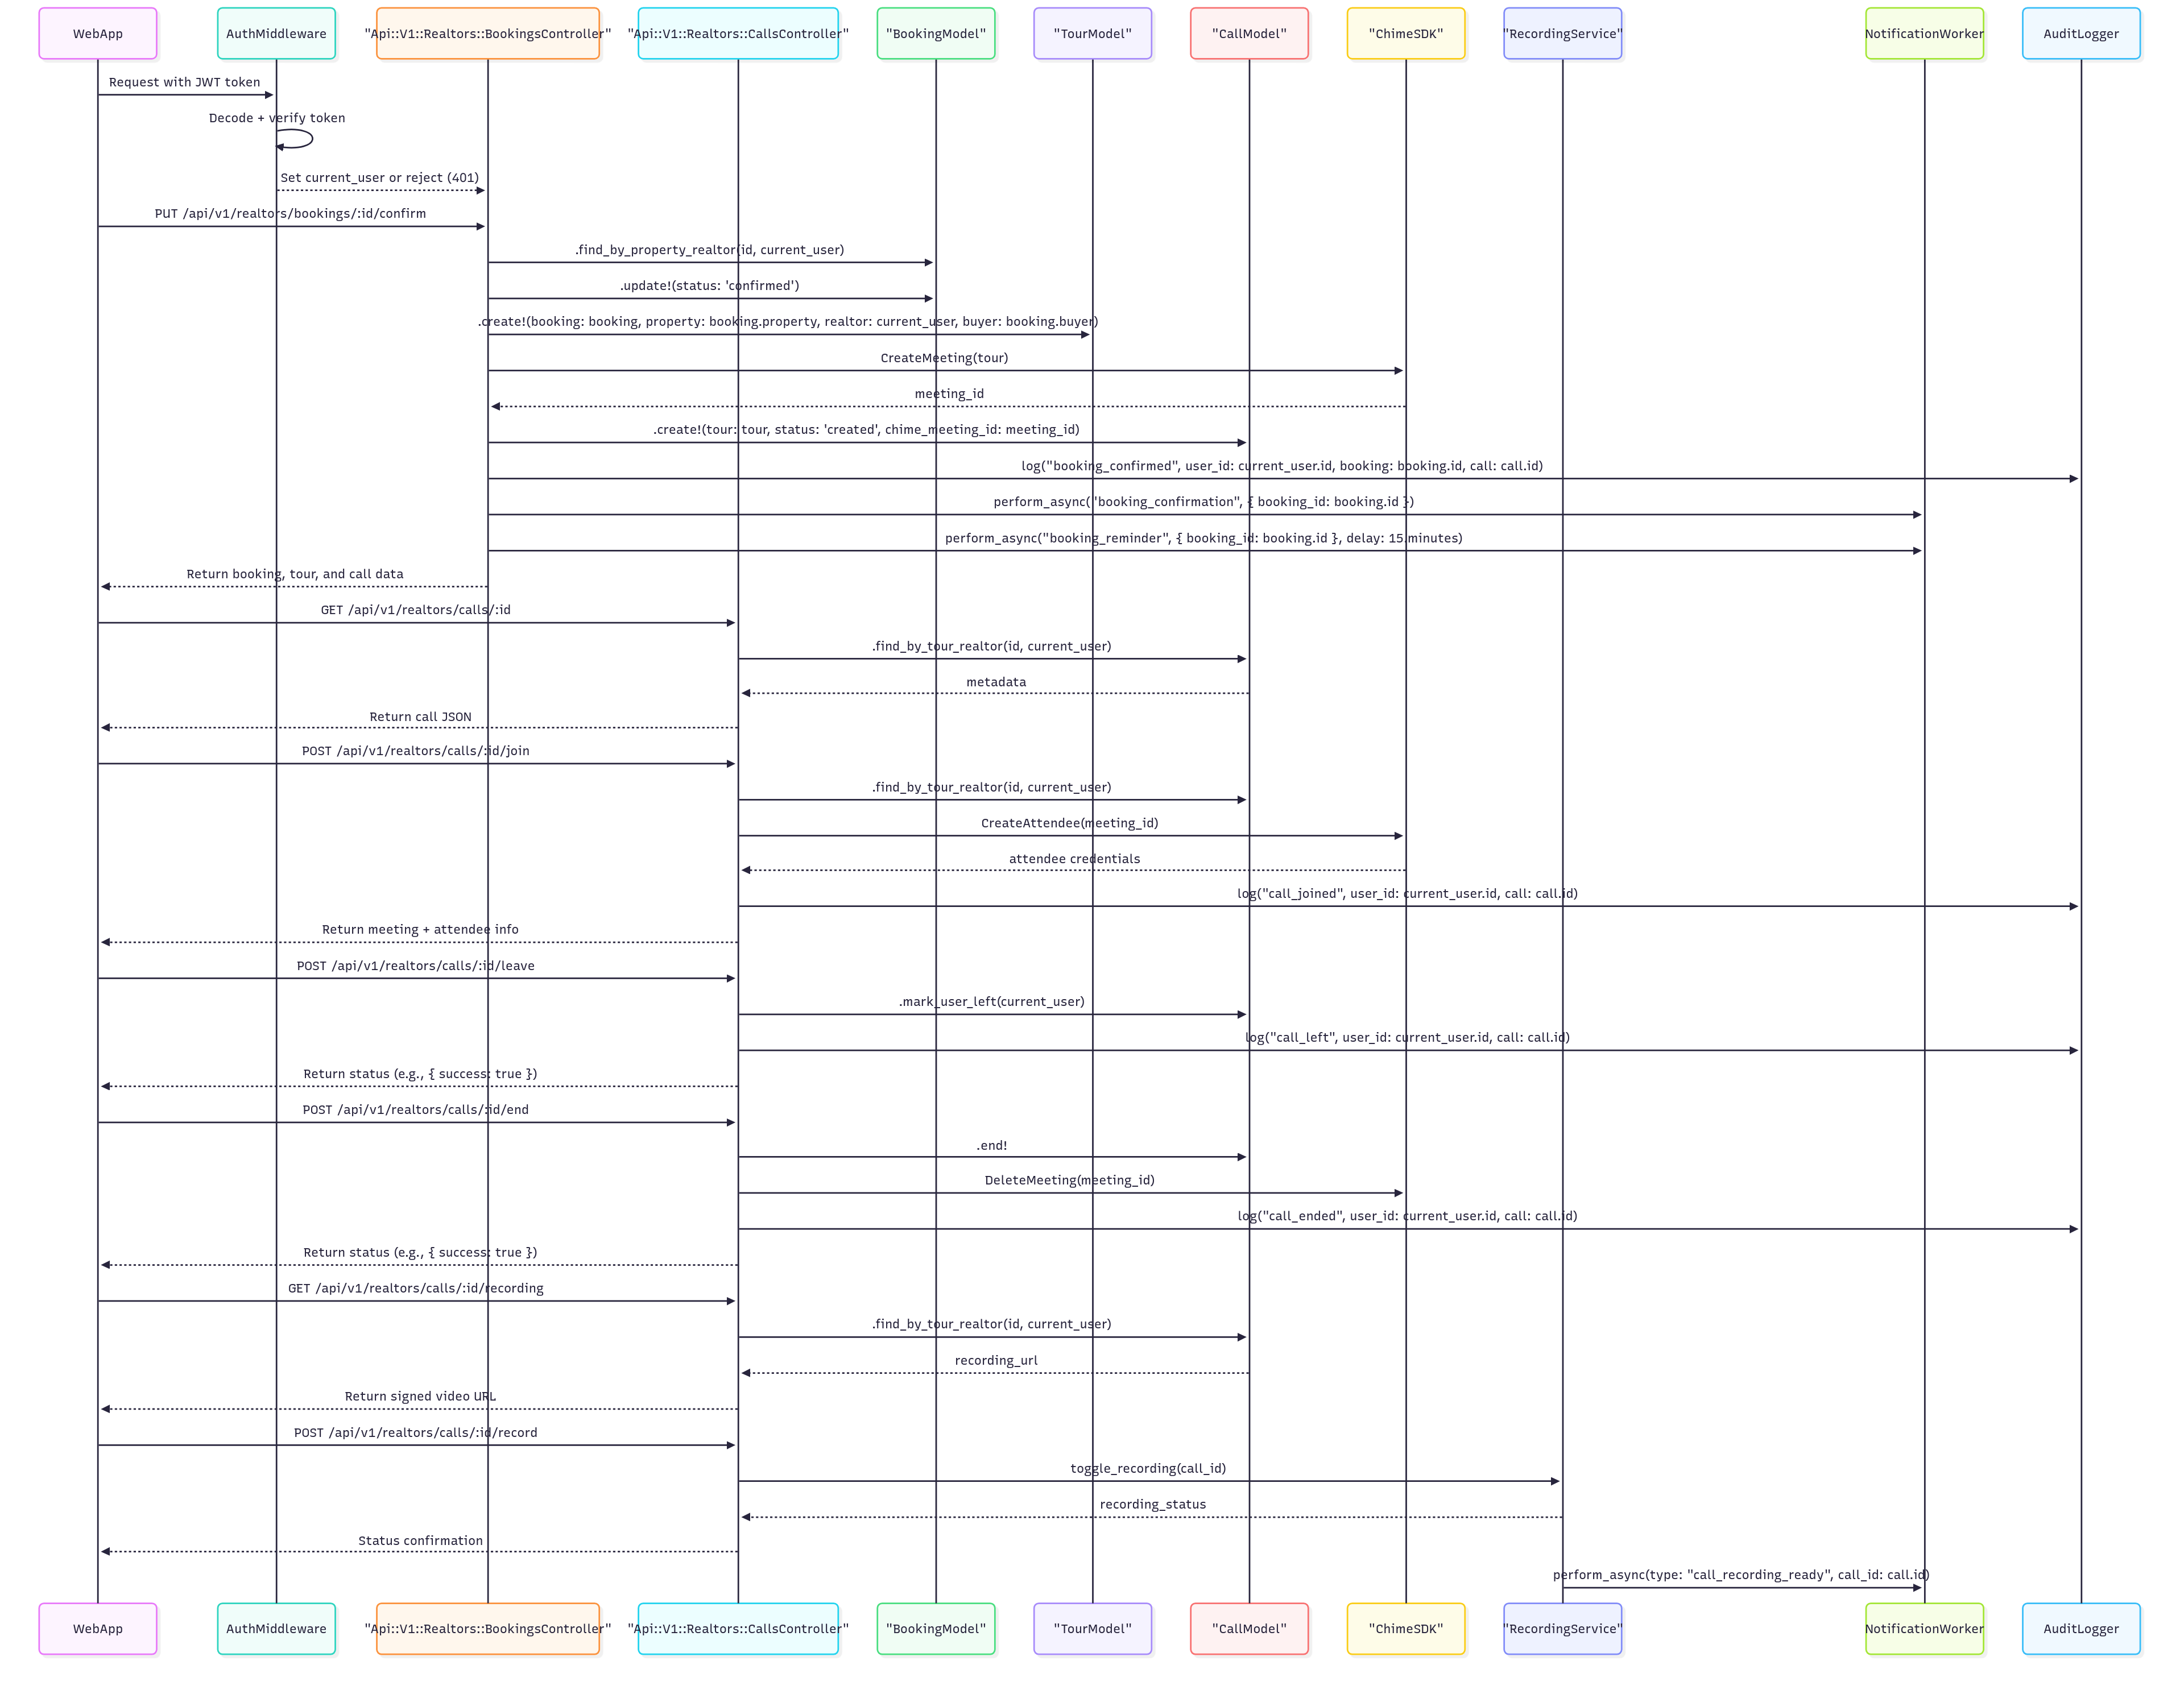 WebApp
AuthMiddleware
"Api::V1::Realtors::BookingsController"
"Api::V1::Realtors::CallsController"
"BookingModel"
"TourModel"
"CallModel"
"ChimeSDK"
"RecordingService"
NotificationWorker
AuditLogger
Request with JWT token
Decode + verify token
Set current_user or reject (401)
PUT /api/v1/realtors/bookings/:id/confirm
.find_by_property_realtor(id, current_user)
.update!(status: 'confirmed')
.create!(booking: booking, property: booking.property, realtor: current_user, buyer: booking.buyer)
CreateMeeting(tour)
meeting_id
.create!(tour: tour, status: 'created', chime_meeting_id: meeting_id)
log("booking_confirmed", user_id: current_user.id, booking: booking.id, call: call.id)
perform_async("booking_confirmation", { booking_id: booking.id })
perform_async("booking_reminder", { booking_id: booking.id }, delay: 15.minutes)
Return booking, tour, and call data
GET /api/v1/realtors/calls/:id
.find_by_tour_realtor(id, current_user)
metadata
Return call JSON
POST /api/v1/realtors/calls/:id/join
.find_by_tour_realtor(id, current_user)
CreateAttendee(meeting_id)
attendee credentials
log("call_joined", user_id: current_user.id, call: call.id)
Return meeting + attendee info
POST /api/v1/realtors/calls/:id/leave
.mark_user_left(current_user)
log("call_left", user_id: current_user.id, call: call.id)
Return status (e.g., { success: true })
POST /api/v1/realtors/calls/:id/end
.end!
DeleteMeeting(meeting_id)
log("call_ended", user_id: current_user.id, call: call.id)
Return status (e.g., { success: true })
GET /api/v1/realtors/calls/:id/recording
.find_by_tour_realtor(id, current_user)
recording_url
Return signed video URL
POST /api/v1/realtors/calls/:id/record
toggle_recording(call_id)
recording_status
Status confirmation
perform_async(type: "call_recording_ready", call_id: call.id)
WebApp
AuthMiddleware
"Api::V1::Realtors::BookingsController"
"Api::V1::Realtors::CallsController"
"BookingModel"
"TourModel"
"CallModel"
"ChimeSDK"
"RecordingService"
NotificationWorker
AuditLogger